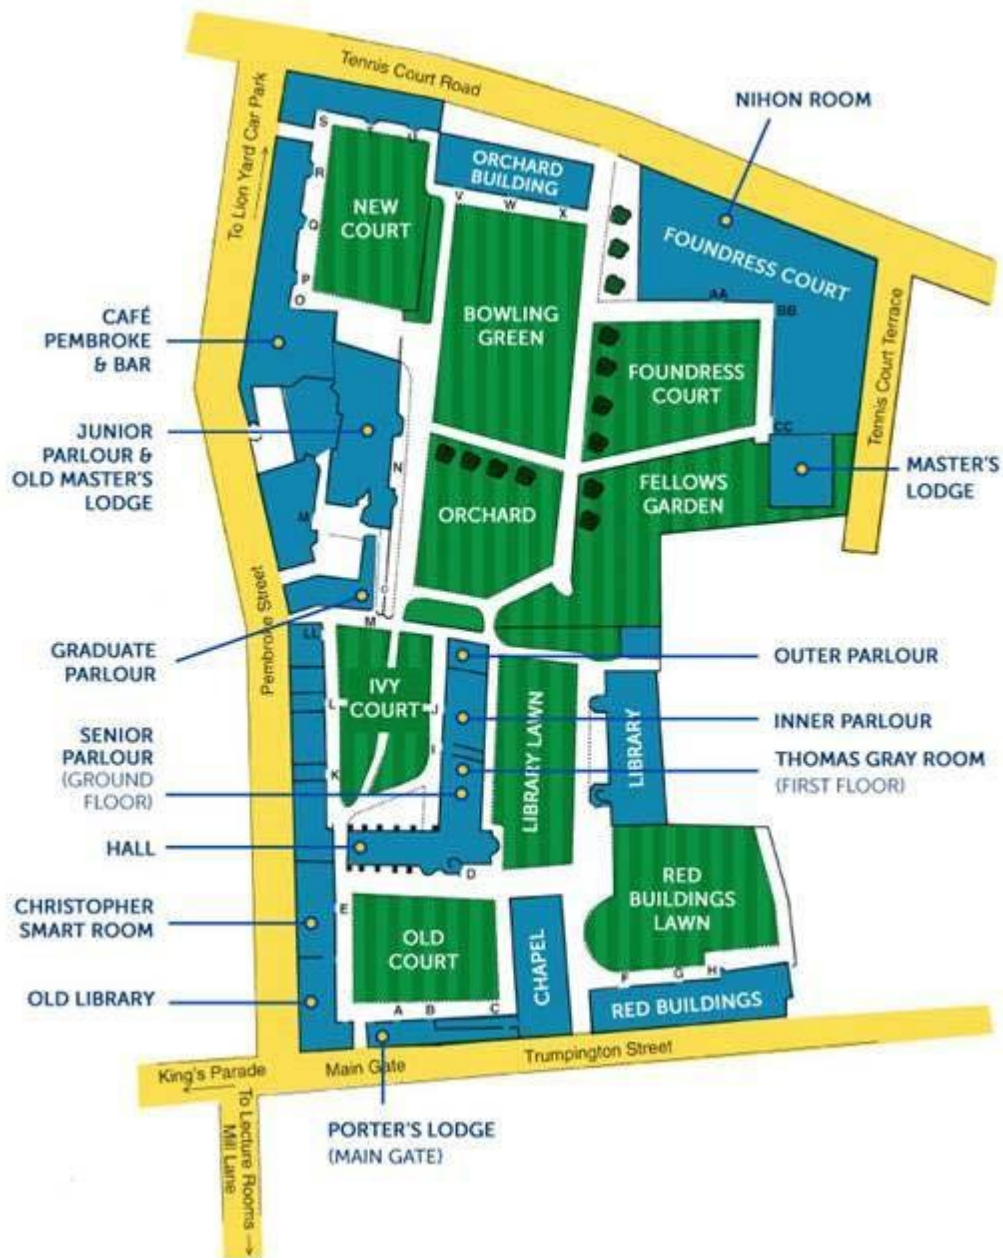 Tennis Court Road
To Lion Yard Car Park
NIHON ROOM
S
T
U
ORCHARD
BUILDING
R
V
W
X
NEW
COURT
Q
FOUNDRESS COURT
P
O
AA
BB
CAFÉ
PEMBROKE
& BAR
BOWLING
GREEN
Tennis Court Terrace
FOUNDRESS
COURT
JUNIOR
PARLOUR &
OLD MASTER'S
LODGE
CC
N
MASTER'S
LODGE
FELLOWS
GARDEN
ORCHARD
M
Pembroke Street
M
LL
GRADUATE
PARLOUR
OUTER PARLOUR
IVY
COURT
L
J
INNER PARLOUR
LIBRARY LAWN
LIBRARY
SENIOR
PARLOUR
(GROUND
FLOOR)
I
K
THOMAS GRAY ROOM
(FIRST FLOOR)
HALL
D
RED
BUILDINGS
LAWN
CHRISTOPHER
SMART ROOM
E
OLD
COURT
CHAPEL
F
G
H
OLD LIBRARY
A
B
C
RED BUILDINGS
King's Parade
Main Gate
Trumpington Street
To Lecture Rooms
Mill Lane
PORTER'S LODGE
(MAIN GATE)